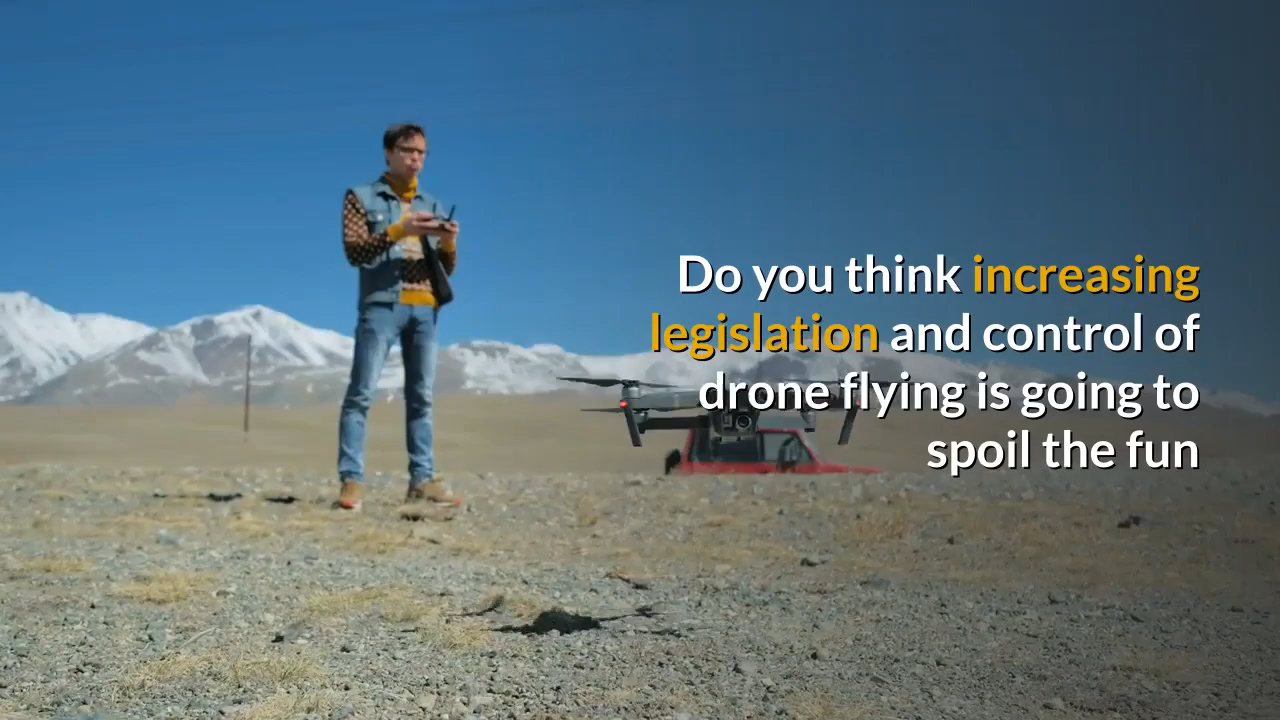 Do you think increasing
legislation and control of
drone flying is going to
spoil the fun